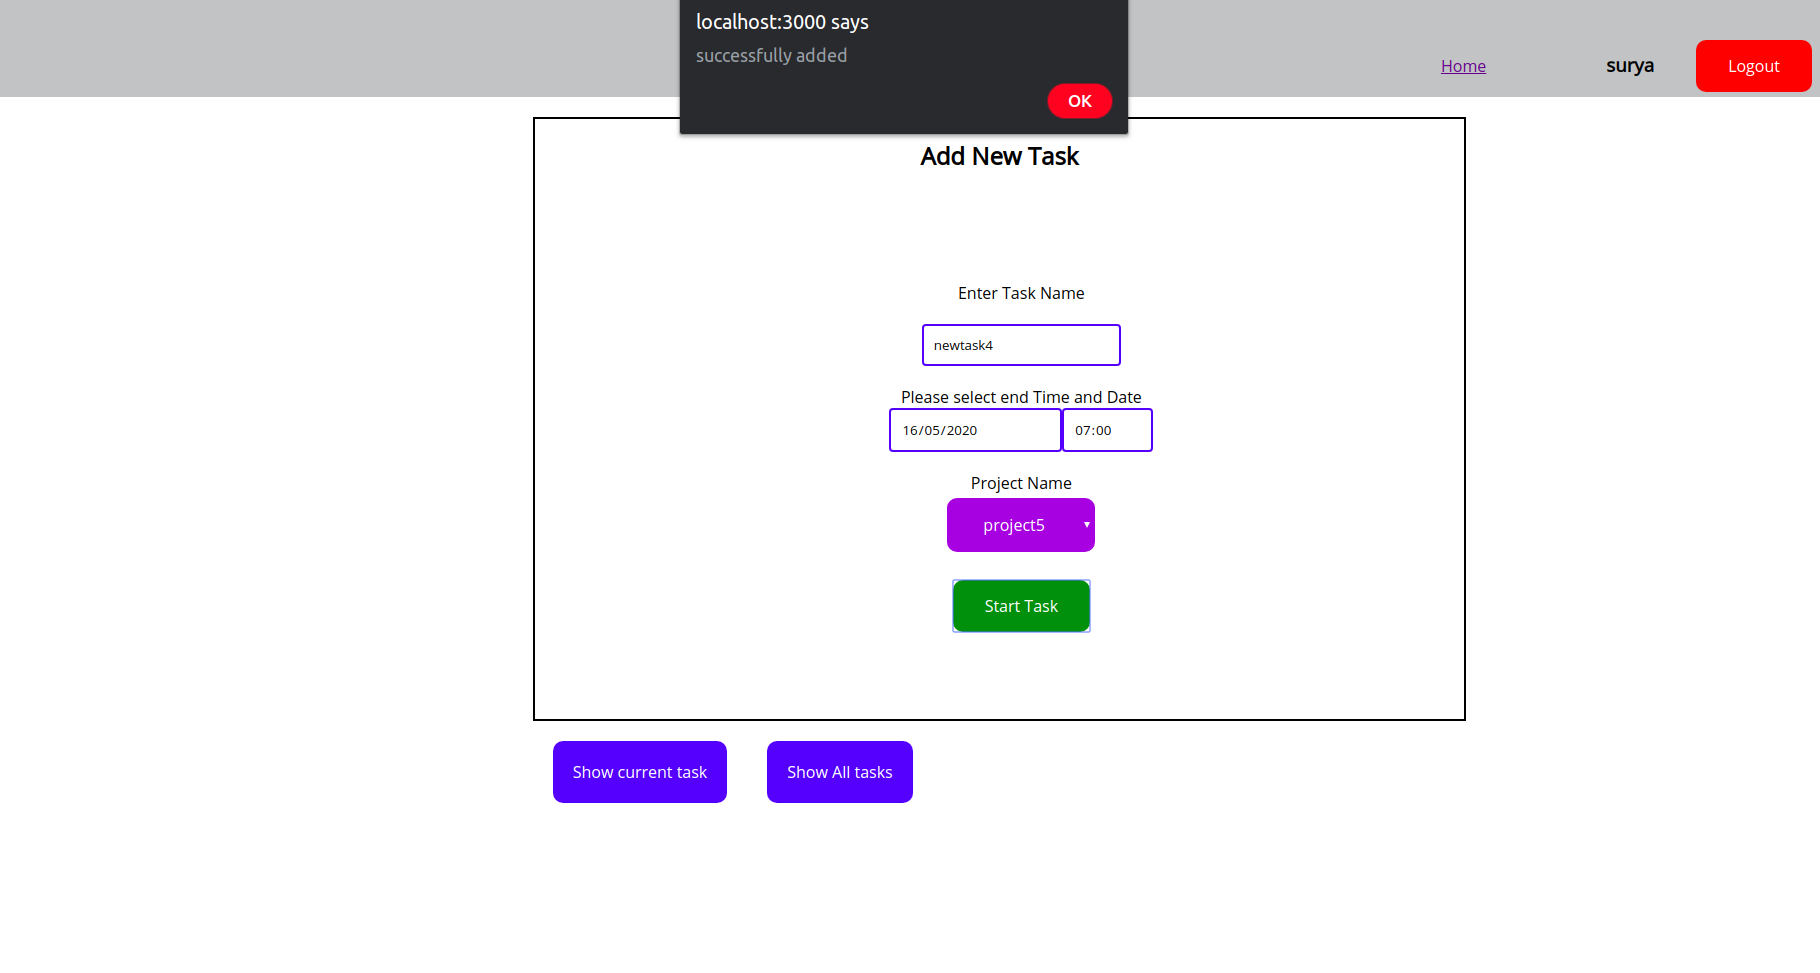 localhost:3000 says
successfully added
OK
Home
surya
Logout
Add New Task
Enter Task Name
newtask4
Please select end Time and Date
16/05/2020
07:00
Project Name
project5
Start Task
Show current task
Show All tasks